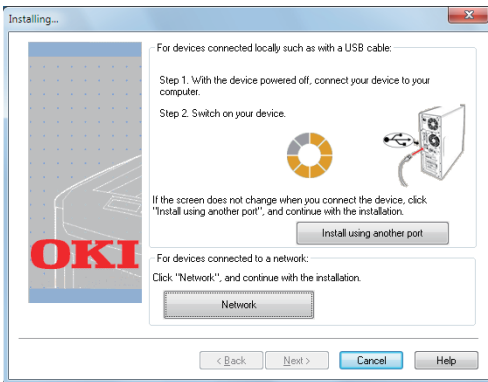 Installing...
For devices connected locally such as with a USB cable:
Step 1. With the device powered off, connect your device to your
computer.
Step 2. Switch on your device.
If the screen does not change when you connect the device, click
"Install using another port", and continue with the installation.
Install using another port
OKI
For devices connected to a network:
Click "Network", and continue with the installation.
Network
< Back
Next >
Cancel
Help